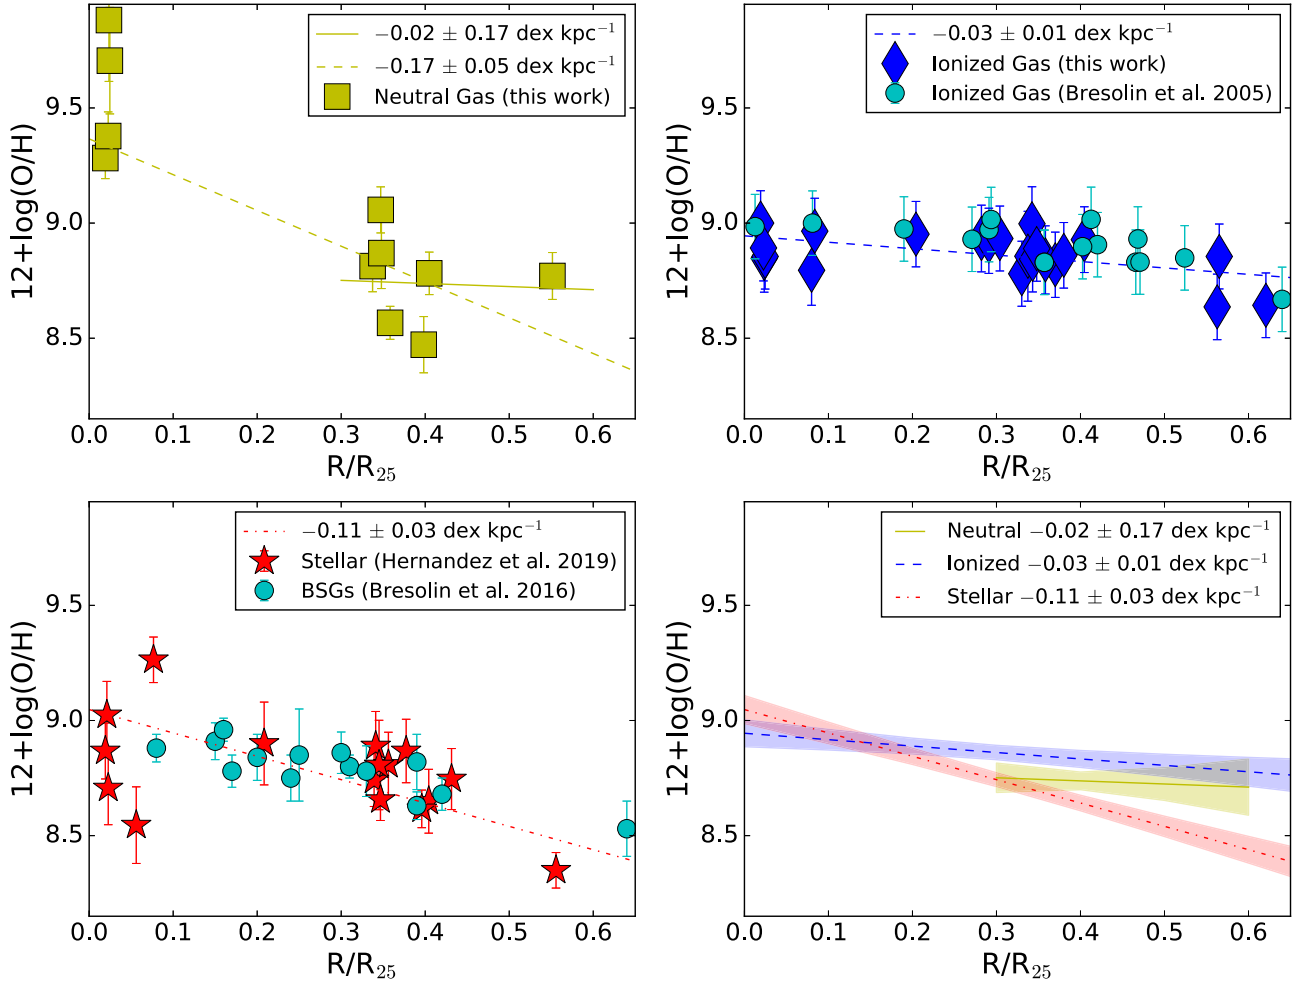 −0.02 ± 0.17 dex kpc⁻¹
−0.17 ± 0.05 dex kpc⁻¹
Neutral Gas (this work)
9.5
9.0
8.5
12+log(O/H)
0.0 0.1 0.2 0.3 0.4 0.5 0.6
R/R₂₅
−0.03 ± 0.01 dex kpc⁻¹
Ionized Gas (this work)
Ionized Gas (Bresolin et al. 2005)
9.5
9.0
8.5
12+log(O/H)
0.0 0.1 0.2 0.3 0.4 0.5 0.6
R/R₂₅
−0.11 ± 0.03 dex kpc⁻¹
Stellar (Hernandez et al. 2019)
BSGs (Bresolin et al. 2016)
9.5
9.0
8.5
12+log(O/H)
0.0 0.1 0.2 0.3 0.4 0.5 0.6
R/R₂₅
Neutral −0.02 ± 0.17 dex kpc⁻¹
Ionized −0.03 ± 0.01 dex kpc⁻¹
Stellar −0.11 ± 0.03 dex kpc⁻¹
9.5
9.0
8.5
12+log(O/H)
0.0 0.1 0.2 0.3 0.4 0.5 0.6
R/R₂₅